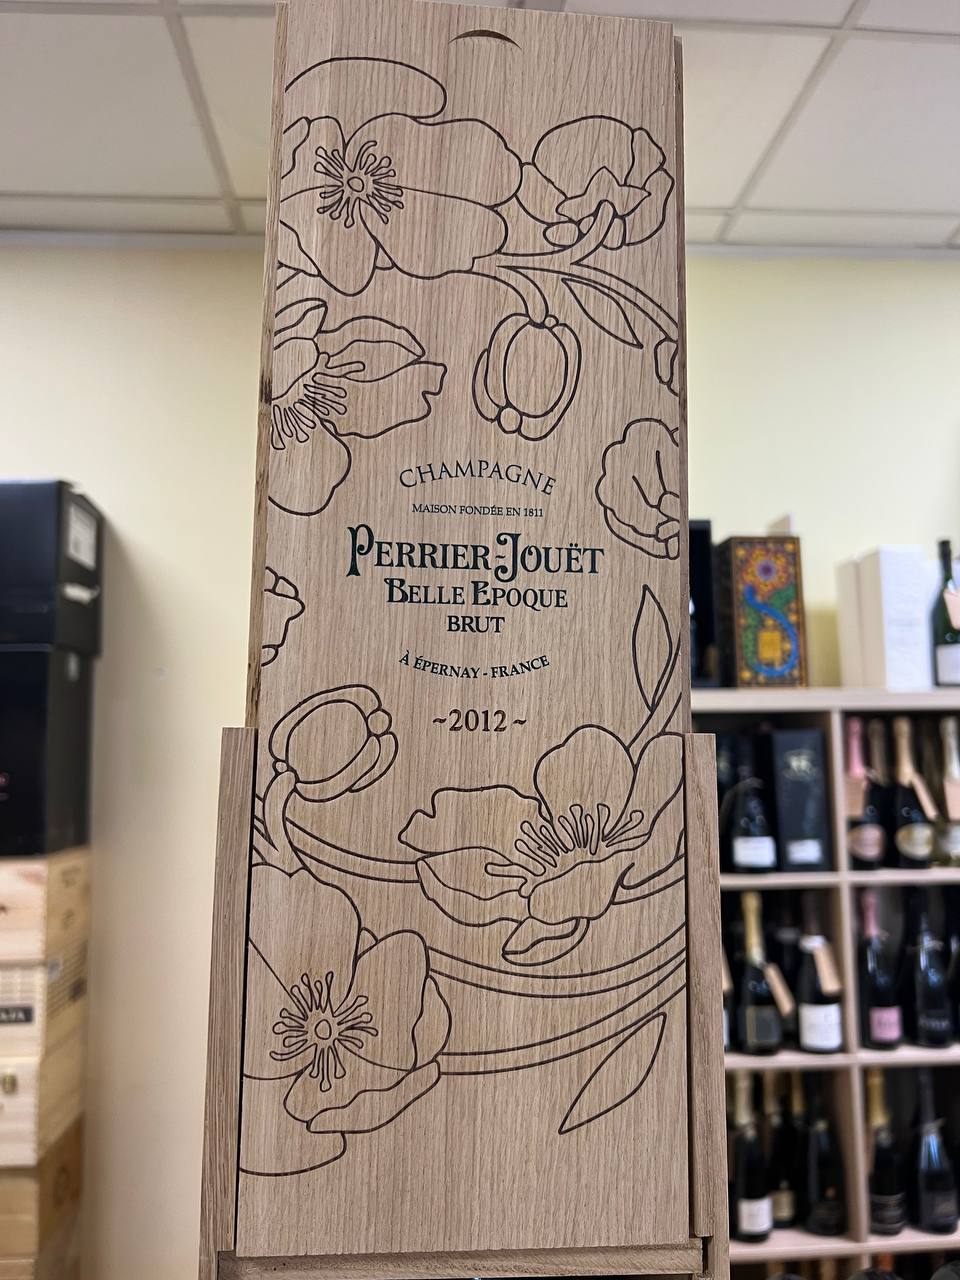 CHAMPAGNE
MAISON FONDÉE EN 1811
PERRIER-JOUËT
BELLE EPOQUE
BRUT
À ÉPERNAY - FRANCE
~2012~